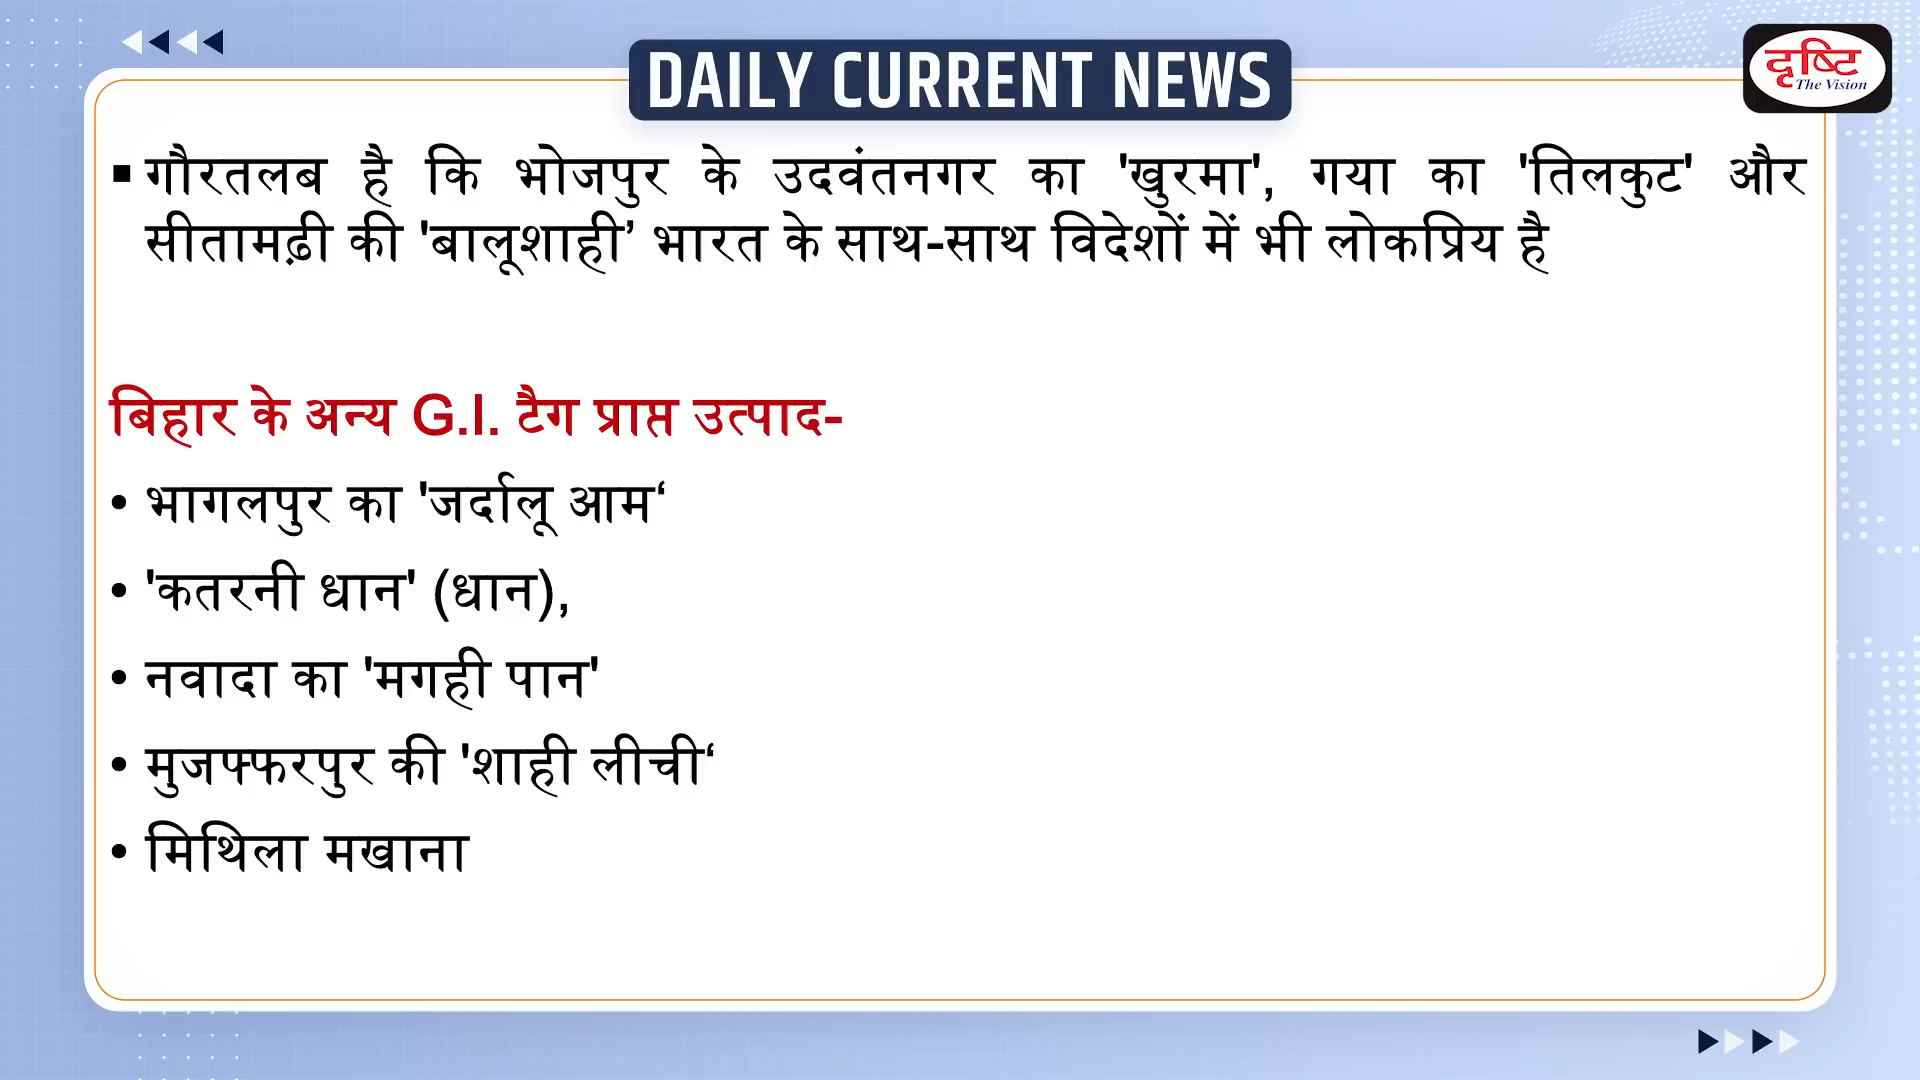 DAILY CURRENT NEWS
दृष्टि
The Vision
▪ गौरतलब है कि भोजपुर के उदवंतनगर का 'खुरमा', गया का 'तिलकुट' और
सीतामढ़ी की 'बालूशाही’ भारत के साथ-साथ विदेशों में भी लोकप्रिय है
बिहार के अन्य G.I. टैग प्राप्त उत्पाद-
• भागलपुर का 'जर्दालू आम‘
• 'कतरनी धान' (धान),
• नवादा का 'मगही पान'
• मुजफ्फरपुर की 'शाही लीची‘
• मिथिला मखाना